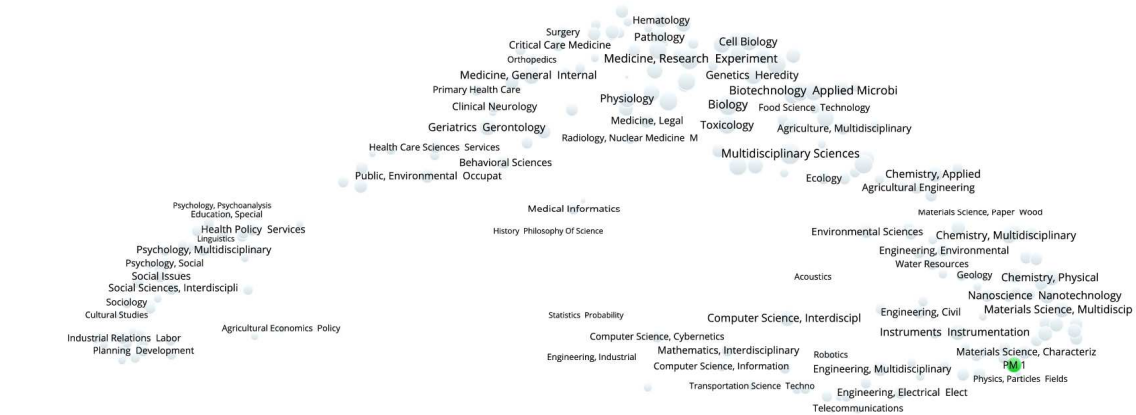 Hematology
Surgery
Pathology
Cell Biology
Critical Care Medicine
Orthopedics
Medicine, Research  Experiment
Medicine, General  Internal
Genetics  Heredity
Primary Health Care
Biotechnology  Applied Microbi
Physiology
Clinical Neurology
Biology
Food Science  Technology
Medicine, Legal
Geriatrics  Gerontology
Toxicology
Agriculture, Multidisciplinary
Radiology, Nuclear Medicine  M
Health Care Sciences  Services
Multidisciplinary Sciences
Behavioral Sciences
Public, Environmental  Occupat
Ecology
Chemistry, Applied
Agricultural Engineering
Psychology, Psychoanalysis
Education, Special
Medical Informatics
Materials Science, Paper  Wood
Health Policy  Services
History  Philosophy Of Science
Environmental Sciences
Chemistry, Multidisciplinary
Linguistics
Psychology, Multidisciplinary
Engineering, Environmental
Psychology, Social
Water Resources
Social Issues
Acoustics
Geology
Chemistry, Physical
Social Sciences, Interdiscipli
Nanoscience  Nanotechnology
Sociology
Materials Science, Multidiscip
Cultural Studies
Statistics  Probability
Computer Science, Interdiscipl
Engineering, Civil
Agricultural Economics  Policy
Instruments  Instrumentation
Industrial Relations  Labor
Computer Science, Cybernetics
Planning  Development
Mathematics, Interdisciplinary
Materials Science, Characteriz
Engineering, Industrial
Robotics
Computer Science, Information
Engineering, Multidisciplinary
PM 1
Physics, Particles  Fields
Transportation Science  Techno
Engineering, Electrical  Elect
Telecommunications